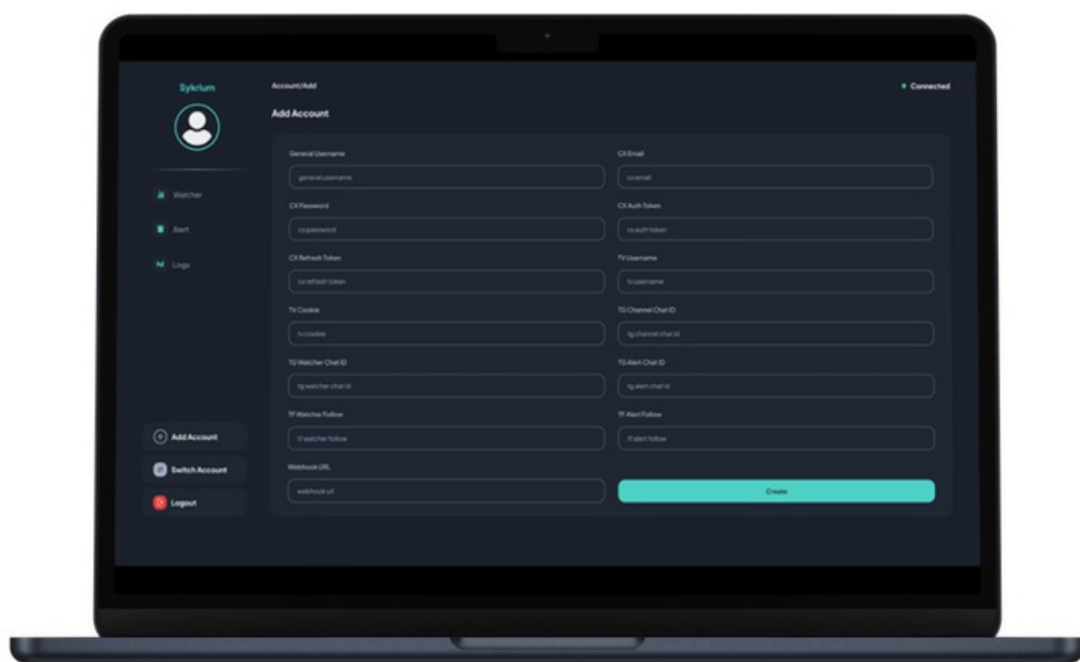 Sykrium
Account/Add
Connected
Add Account
General Username
CX Email
general username
cx email
CX Password
CX Auth Token
cx password
cx auth token
CX Refresh Token
TV Username
cx refresh token
tv username
TV Cookie
TG Channel Chat ID
tv cookie
tg channel chat id
TG Watcher Chat ID
TG Alert Chat ID
tg watcher chat id
tg alert chat id
TF Watcher Follow
TF Alert Follow
tf watcher follow
tf alert follow
Webhook URL
webhook url
Create
Watcher
Alert
Logs
Add Account
Switch Account
Logout